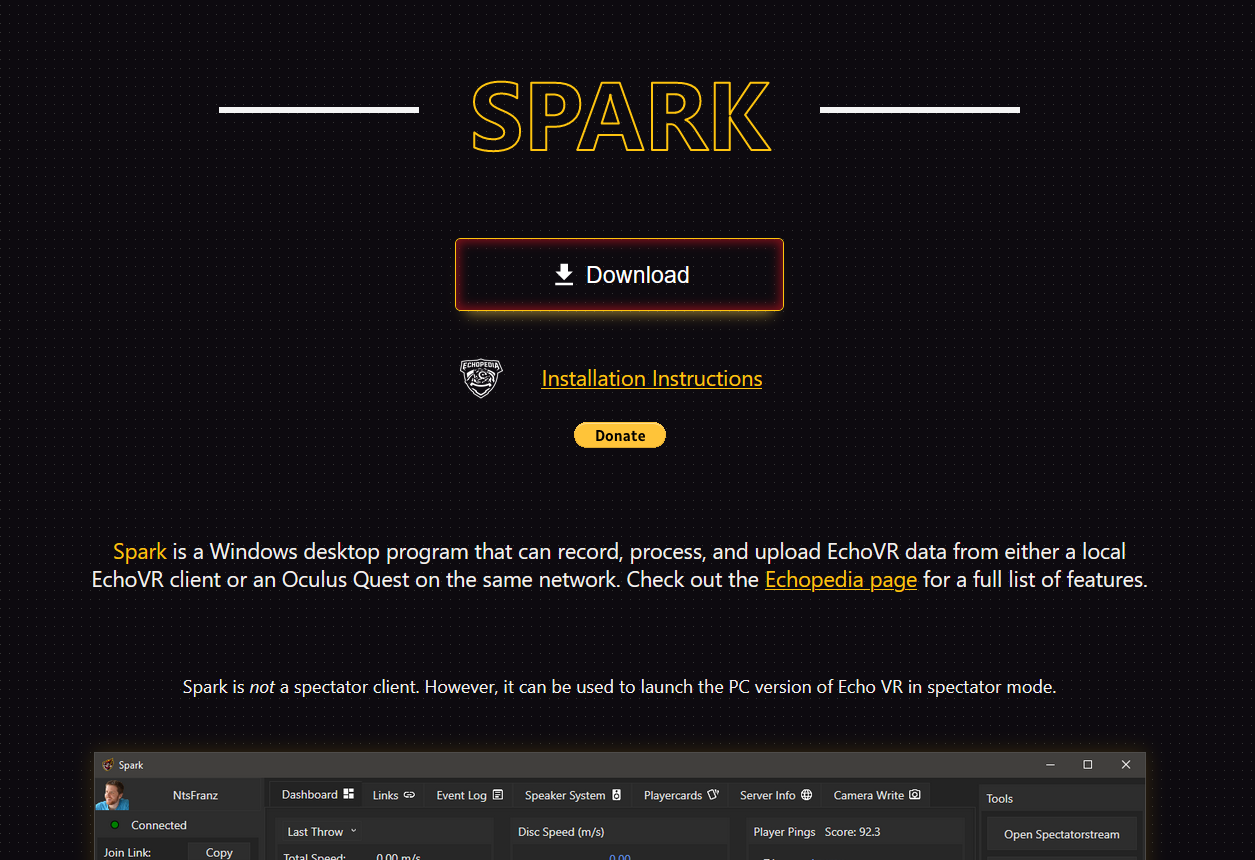 SPARK
Download
ECHOPEDIA
Installation Instructions
Donate
Spark is a Windows desktop program that can record, process, and upload EchoVR data from either a local
EchoVR client or an Oculus Quest on the same network. Check out the Echopedia page for a full list of features.
Spark is not a spectator client. However, it can be used to launch the PC version of Echo VR in spectator mode.
Spark
NtsFranz
Dashboard Links Event Log Speaker System Playercards Server Info Camera Write
Tools
Connected
Last Throw Disc Speed (m/s) Player Pings Score: 92.3
Open Spectatorstream
Join Link: Copy
Total Speed: 0.00 m/s
0.00